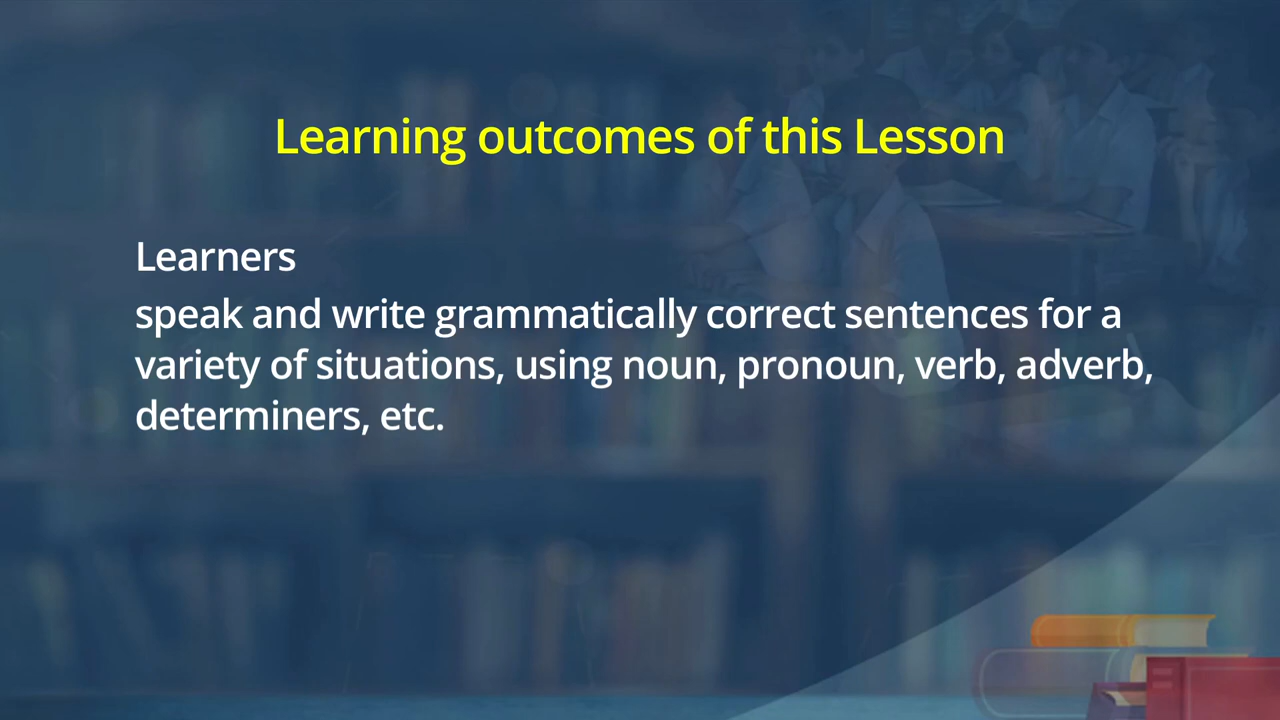 Learning outcomes of this Lesson
Learners
speak and write grammatically correct sentences for a
variety of situations, using noun, pronoun, verb, adverb,
determiners, etc.